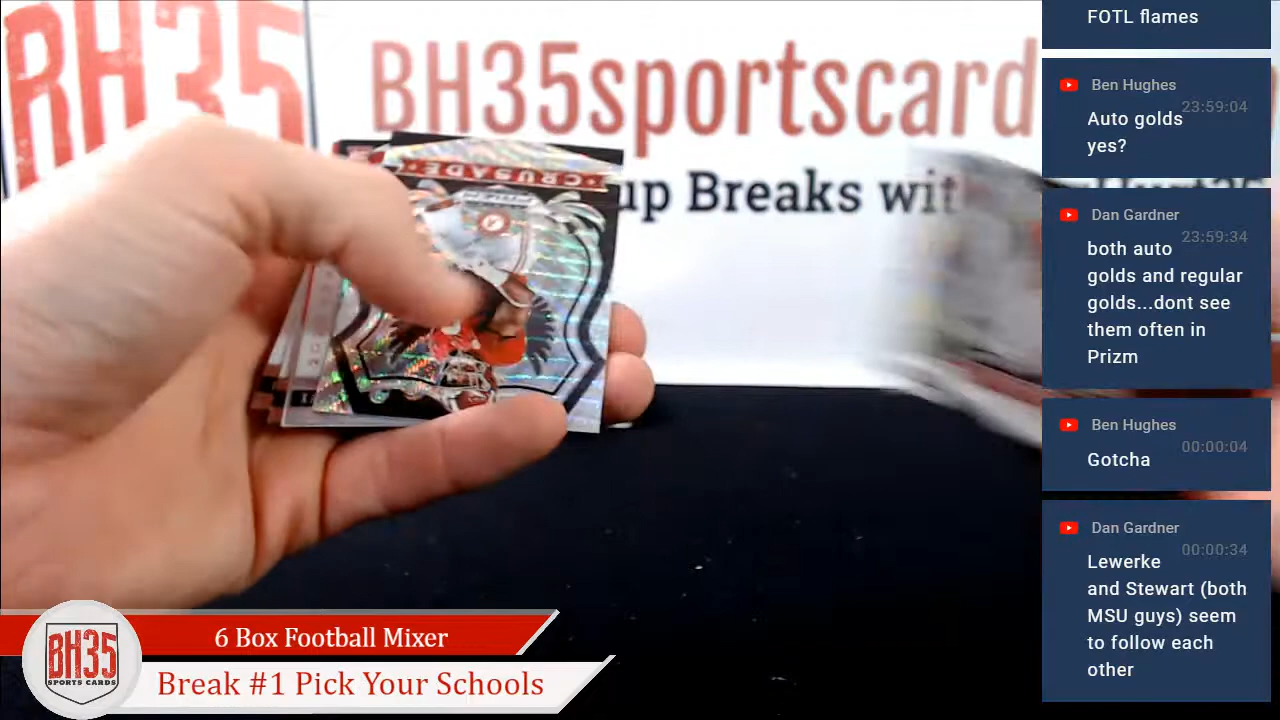 BH35
BH35sportscard
up Breaks wit
CRUSADE
FOTL flames
Ben Hughes
23:59:04
Auto golds
yes?
Dan Gardner
23:59:34
both auto
golds and regular
golds...dont see
them often in
Prizm
Ben Hughes
00:00:04
Gotcha
Dan Gardner
00:00:34
Lewerke
and Stewart (both
MSU guys) seem
to follow each
other
BH35
SPORTS CARDS
6 Box Football Mixer
Break #1 Pick Your Schools